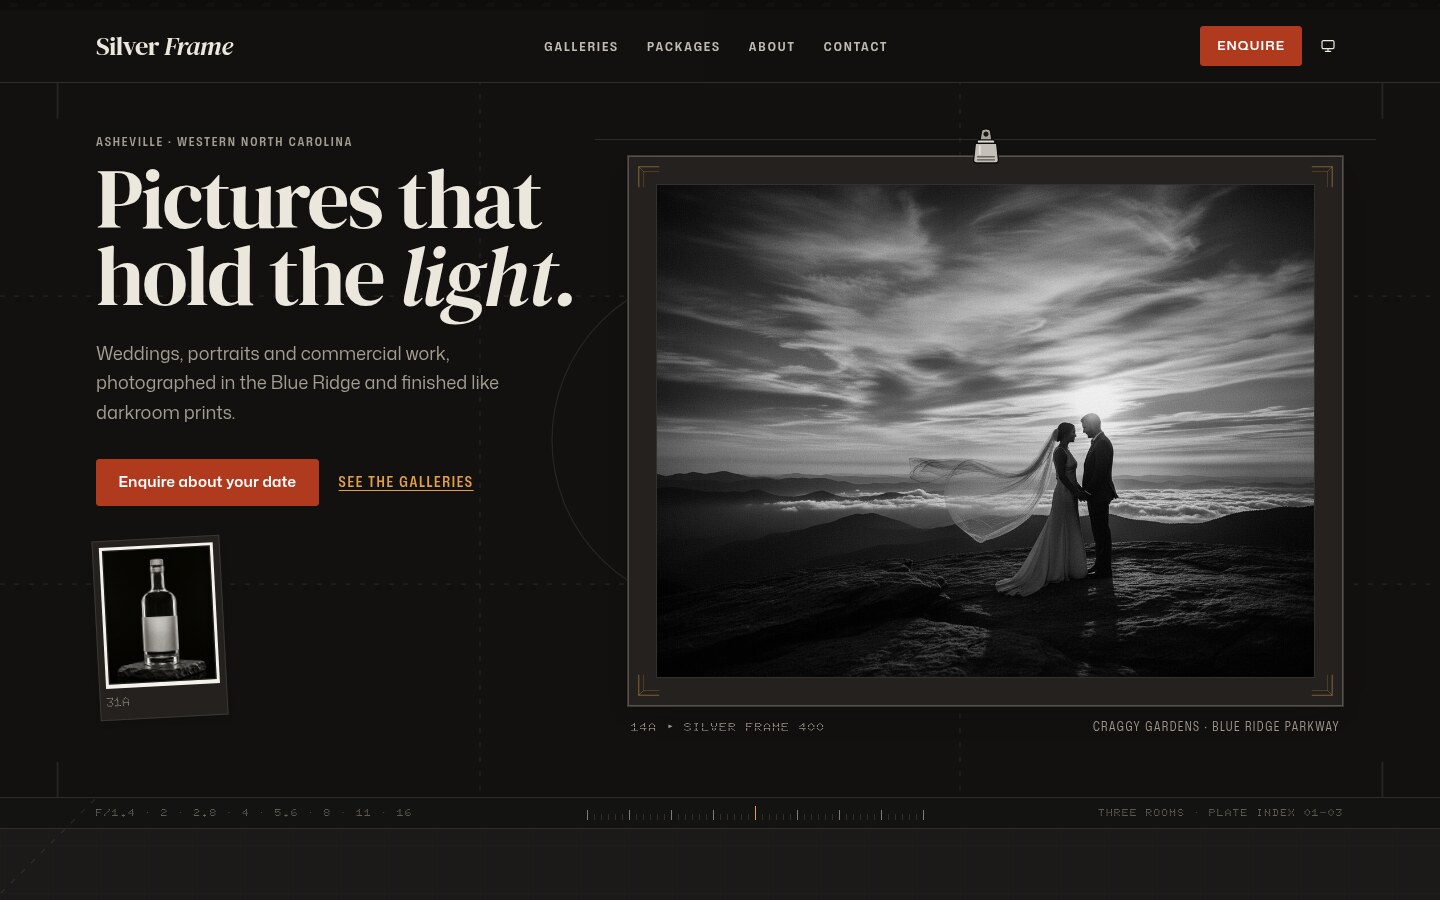 Silver Frame
GALLERIES
PACKAGES
ABOUT
CONTACT
ENQUIRE
ASHEVILLE · WESTERN NORTH CAROLINA
Pictures that
hold the light.
Weddings, portraits and commercial work,
photographed in the Blue Ridge and finished like
darkroom prints.
Enquire about your date
SEE THE GALLERIES
31A
14A ▸ SILVER FRAME 400
CRAGGY GARDENS · BLUE RIDGE PARKWAY
F/1.4 · 2 · 2.8 · 4 · 5.6 · 8 · 11 · 16
THREE ROOMS · PLATE INDEX 01—03